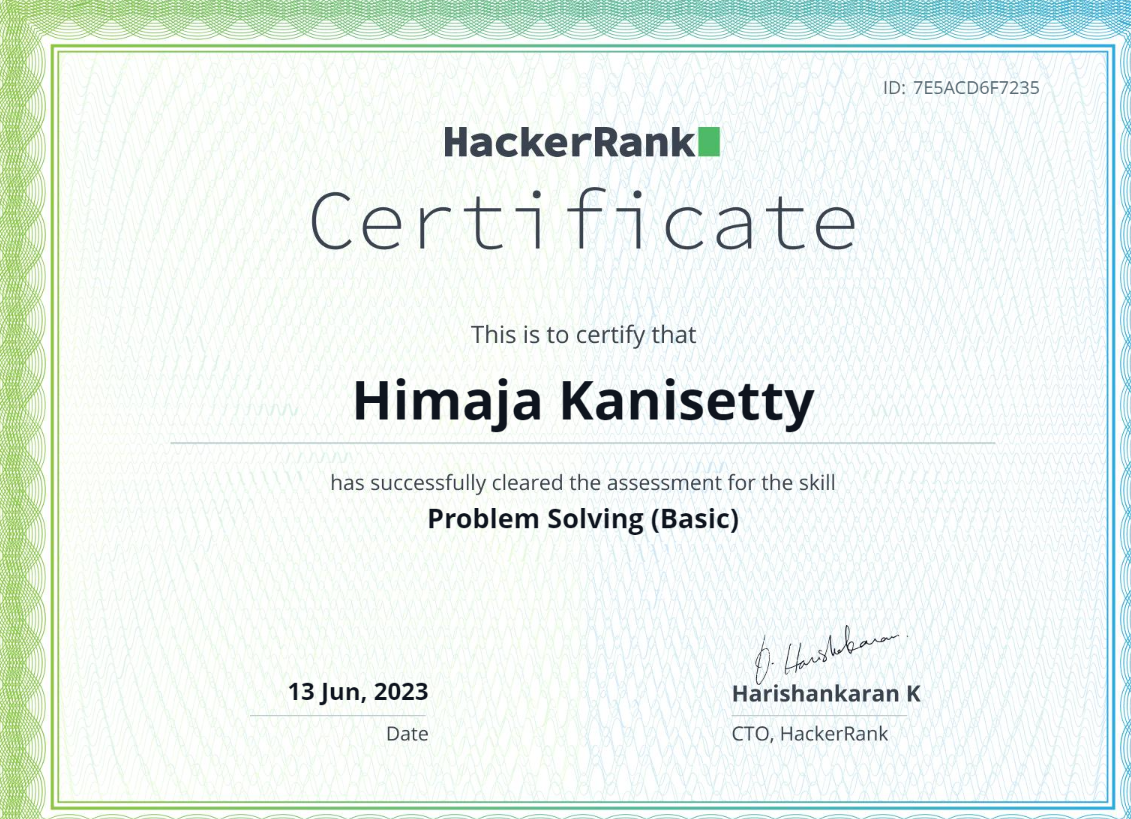 ID: 7E5ACD6F7235
HackerRank
Certificate
This is to certify that
Himaja Kanisetty
has successfully cleared the assessment for the skill
Problem Solving (Basic)
13 Jun, 2023
Date
Harishankaran K
CTO, HackerRank